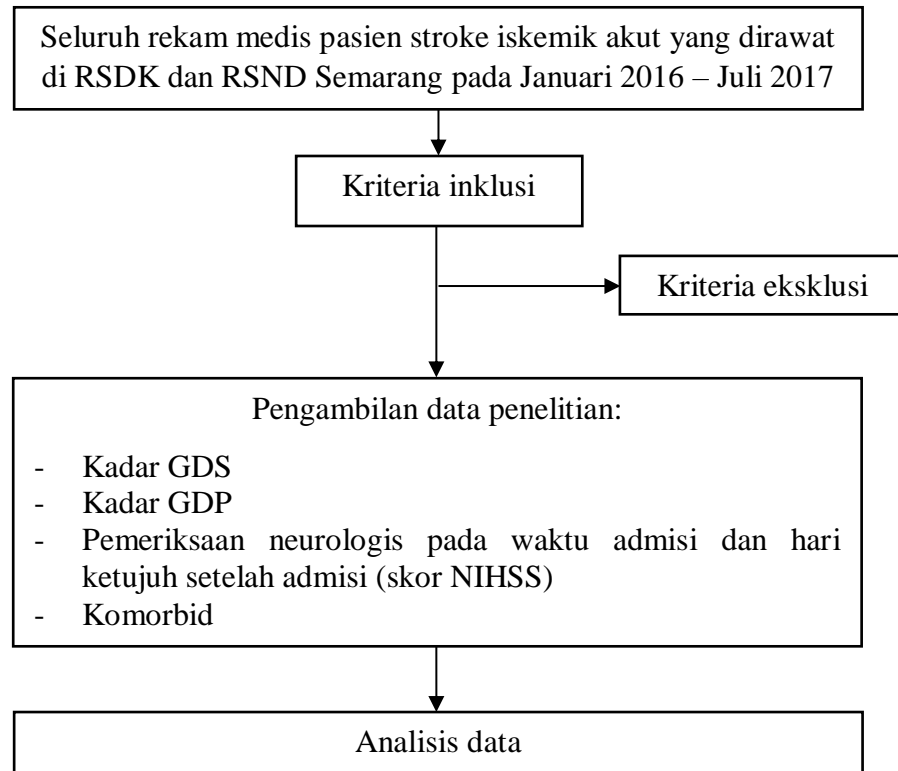 Seluruh rekam medis pasien stroke iskemik akut yang dirawat
di RSDK dan RSND Semarang pada Januari 2016 – Juli 2017
Kriteria inklusi
Kriteria eksklusi
Pengambilan data penelitian:
- Kadar GDS
- Kadar GDP
- Pemeriksaan neurologis pada waktu admisi dan hari
ketujuh setelah admisi (skor NIHSS)
- Komorbid
Analisis data